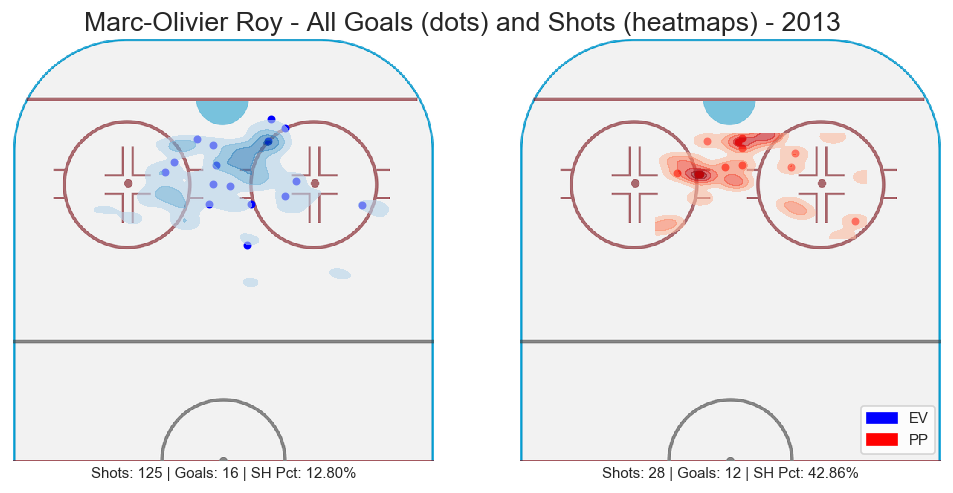 Marc-Olivier Roy - All Goals (dots) and Shots (heatmaps) - 2013
EV
PP
Shots: 125 | Goals: 16 | SH Pct: 12.80%
Shots: 28 | Goals: 12 | SH Pct: 42.86%